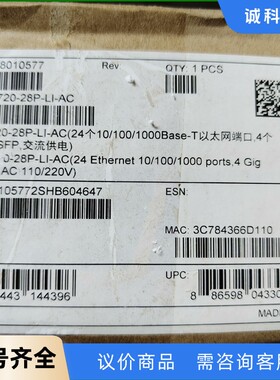 诚科
98010577
Rev
QTY: 1 PCS
720-28P-LI-AC
20-28P-LI-AC(24个10/100/1000Base-T以太网端口,4个
SFP,交流供电)
0-28P-LI-AC(24 Ethernet 10/100/1000 ports,4 Gig
AC 110/220V)
105772SHB604647
ESN:
MAC: 3C784366D110
UPC
443 144396
8 86598 04330
MADE
号齐全
议价商品 需咨询客服